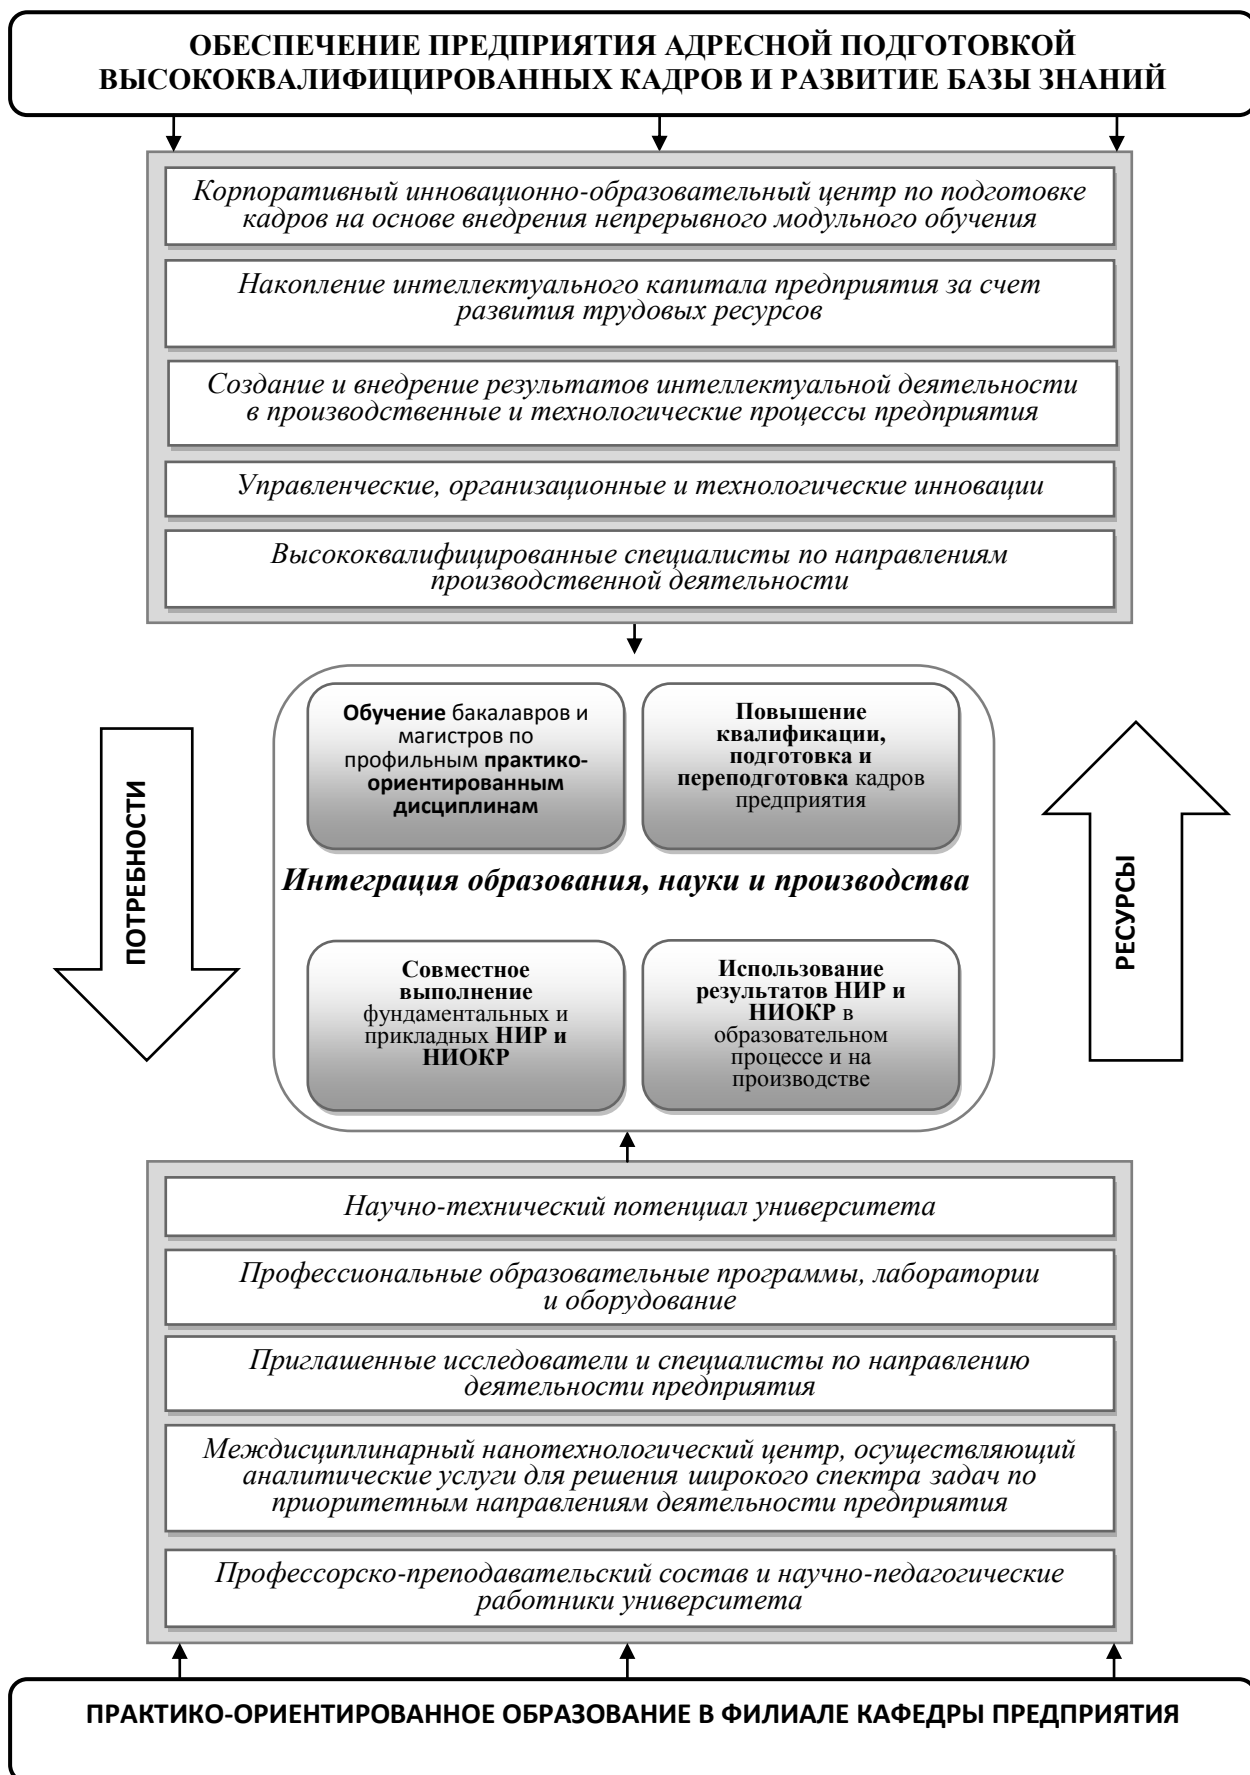 ОБЕСПЕЧЕНИЕ ПРЕДПРИЯТИЯ АДРЕСНОЙ ПОДГОТОВКОЙ
ВЫСОКОКВАЛИФИЦИРОВАННЫХ КАДРОВ И РАЗВИТИЕ БАЗЫ ЗНАНИЙ
Корпоративный инновационно-образовательный центр по подготовке
кадров на основе внедрения непрерывного модульного обучения
Накопление интеллектуального капитала предприятия за счет
развития трудовых ресурсов
Создание и внедрение результатов интеллектуальной деятельности
в производственные и технологические процессы предприятия
Управленческие, организационные и технологические инновации
Высококвалифицированные специалисты по направлениям
производственной деятельности
ПОТРЕБНОСТИ
Обучение бакалавров и
магистров по
профильным практико-
ориентированным
дисциплинам
Повышение
квалификации,
подготовка и
переподготовка кадров
предприятия
Интеграция образования, науки и производства
Совместное
выполнение
фундаментальных и
прикладных НИР и
НИОКР
Использование
результатов НИР и
НИОКР в
образовательном
процессе и на
производстве
РЕСУРСЫ
Научно-технический потенциал университета
Профессиональные образовательные программы, лаборатории
и оборудование
Приглашенные исследователи и специалисты по направлению
деятельности предприятия
Междисциплинарный нанотехнологический центр, осуществляющий
аналитические услуги для решения широкого спектра задач по
приоритетным направлениям деятельности предприятия
Профессорско-преподавательский состав и научно-педагогические
работники университета
ПРАКТИКО-ОРИЕНТИРОВАННОЕ ОБРАЗОВАНИЕ В ФИЛИАЛЕ КАФЕДРЫ ПРЕДПРИЯТИЯ